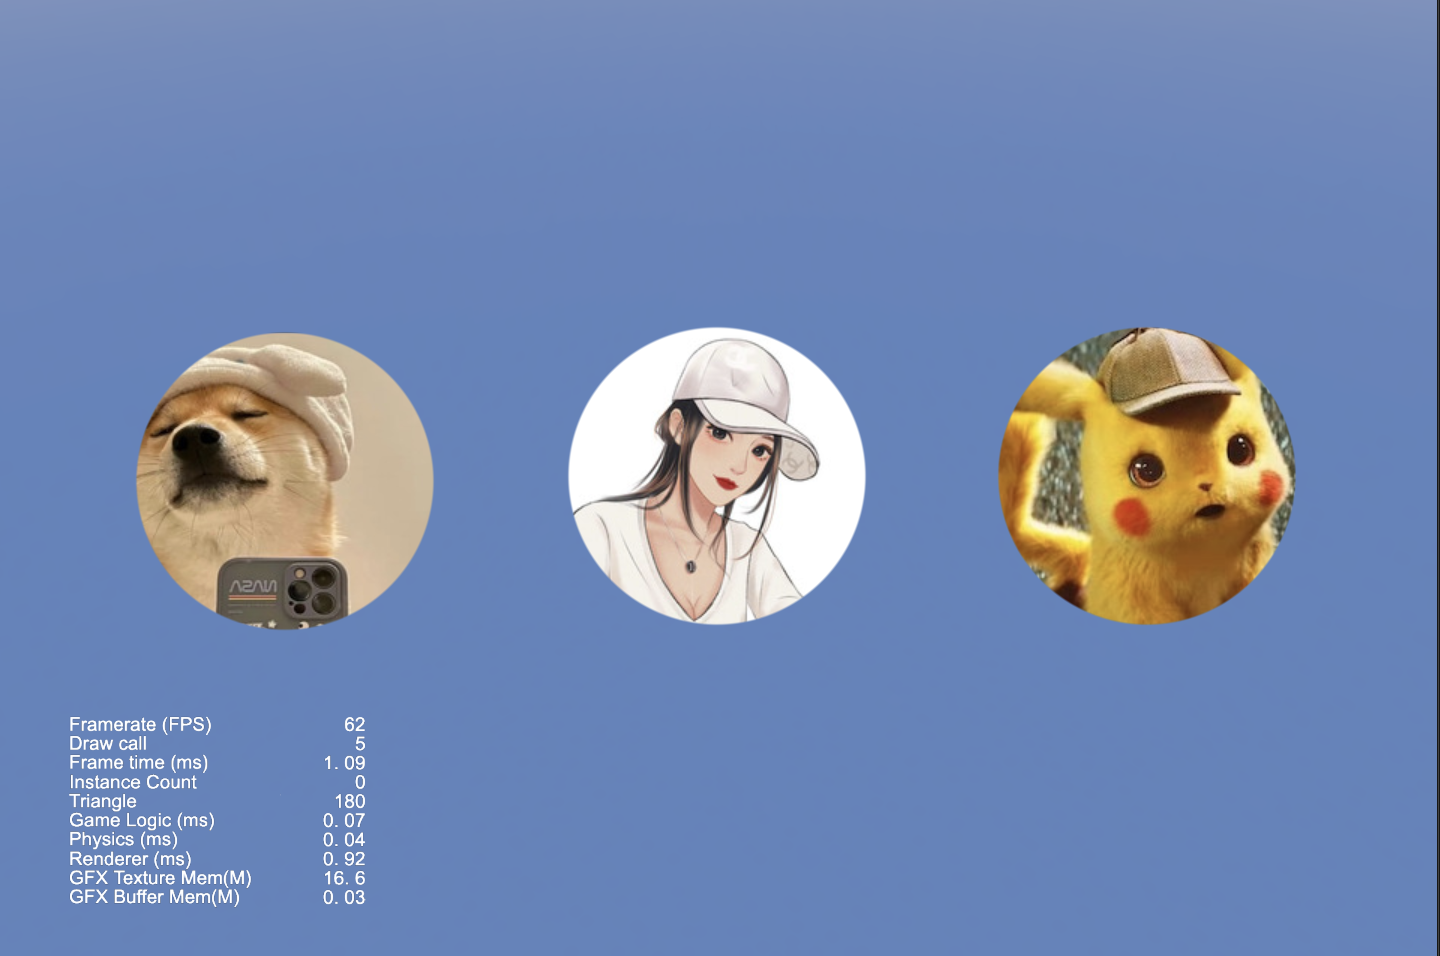 NASA
Framerate (FPS) 62
Draw call 5
Frame time (ms) 1. 09
Instance Count 0
Triangle 180
Game Logic (ms) 0. 07
Physics (ms) 0. 04
Renderer (ms) 0. 92
GFX Texture Mem(M) 16. 6
GFX Buffer Mem(M) 0. 03